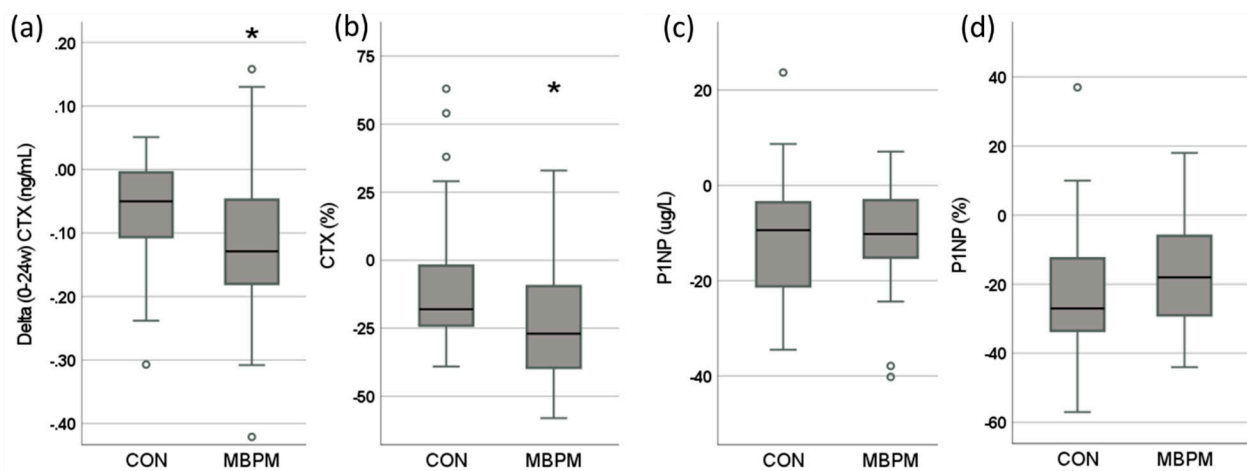 (a)
Delta (0-24w) CTX (ng/mL)
.20
.10
.00
-.10
-.20
-.30
-.40
*
CON MBPM
(b)
CTX (%)
75
50
25
0
-25
-50
*
CON MBPM
(c)
P1NP (ug/L)
20
0
-20
-40
CON MBPM
(d)
P1NP (%)
40
20
0
-20
-40
-60
CON MBPM